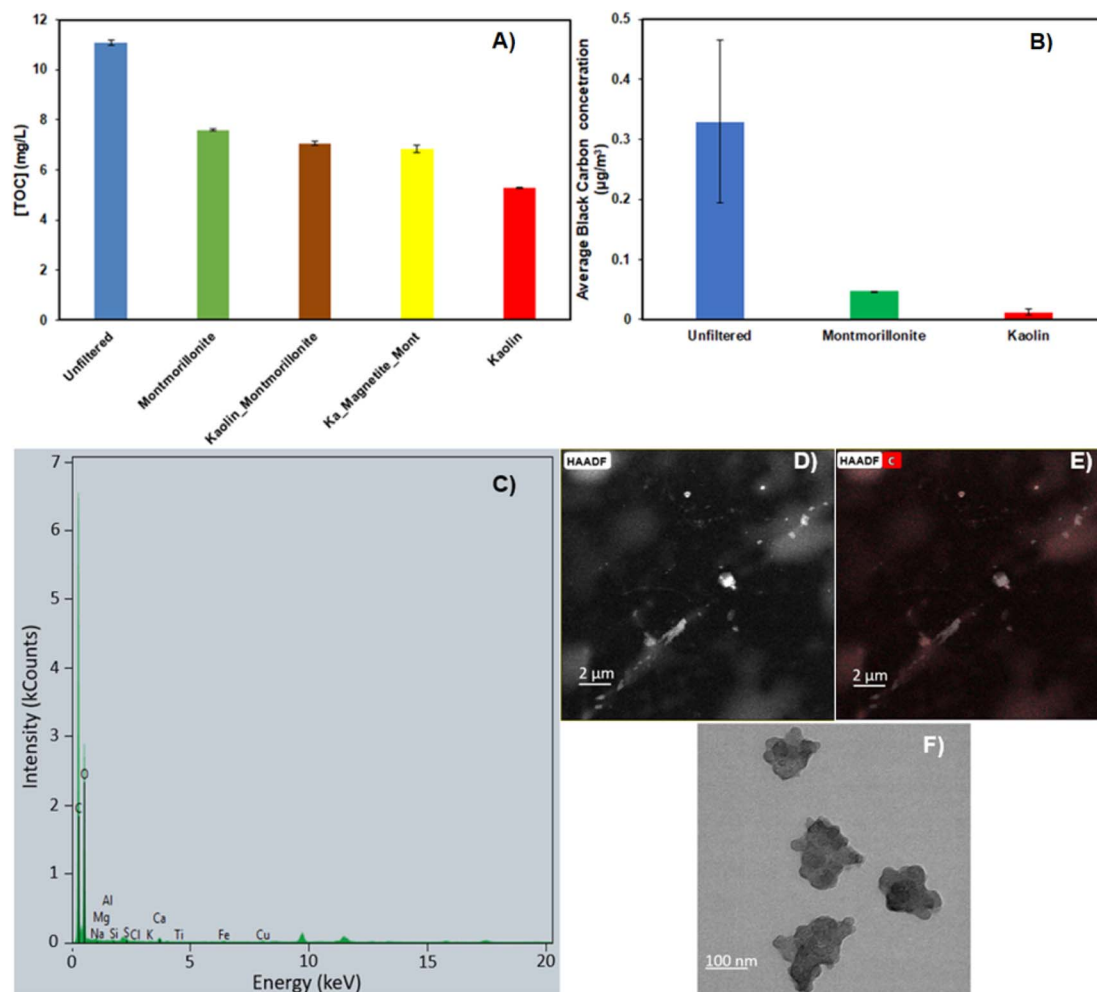 A)
[TOC] (mg/L)
12
10
8
6
4
2
0
Unfiltered
Montmorillonite
Kaolin_Montmorillonite
Ka_Magnetite_Mont
Kaolin
B)
Average Black Carbon concetration
(µg/m³)
0.5
0.4
0.3
0.2
0.1
0
Unfiltered Montmorillonite Kaolin
C)
Intensity (kCounts)
7
6
5
4
3
2
1
0
O
C
Al
Mg
Ca
Na Si S Cl K Ti Fe Cu
0 5 10 15 20
Energy (keV)
HAADF
D)
2 µm
HAADF C
E)
2 µm
F)
100 nm